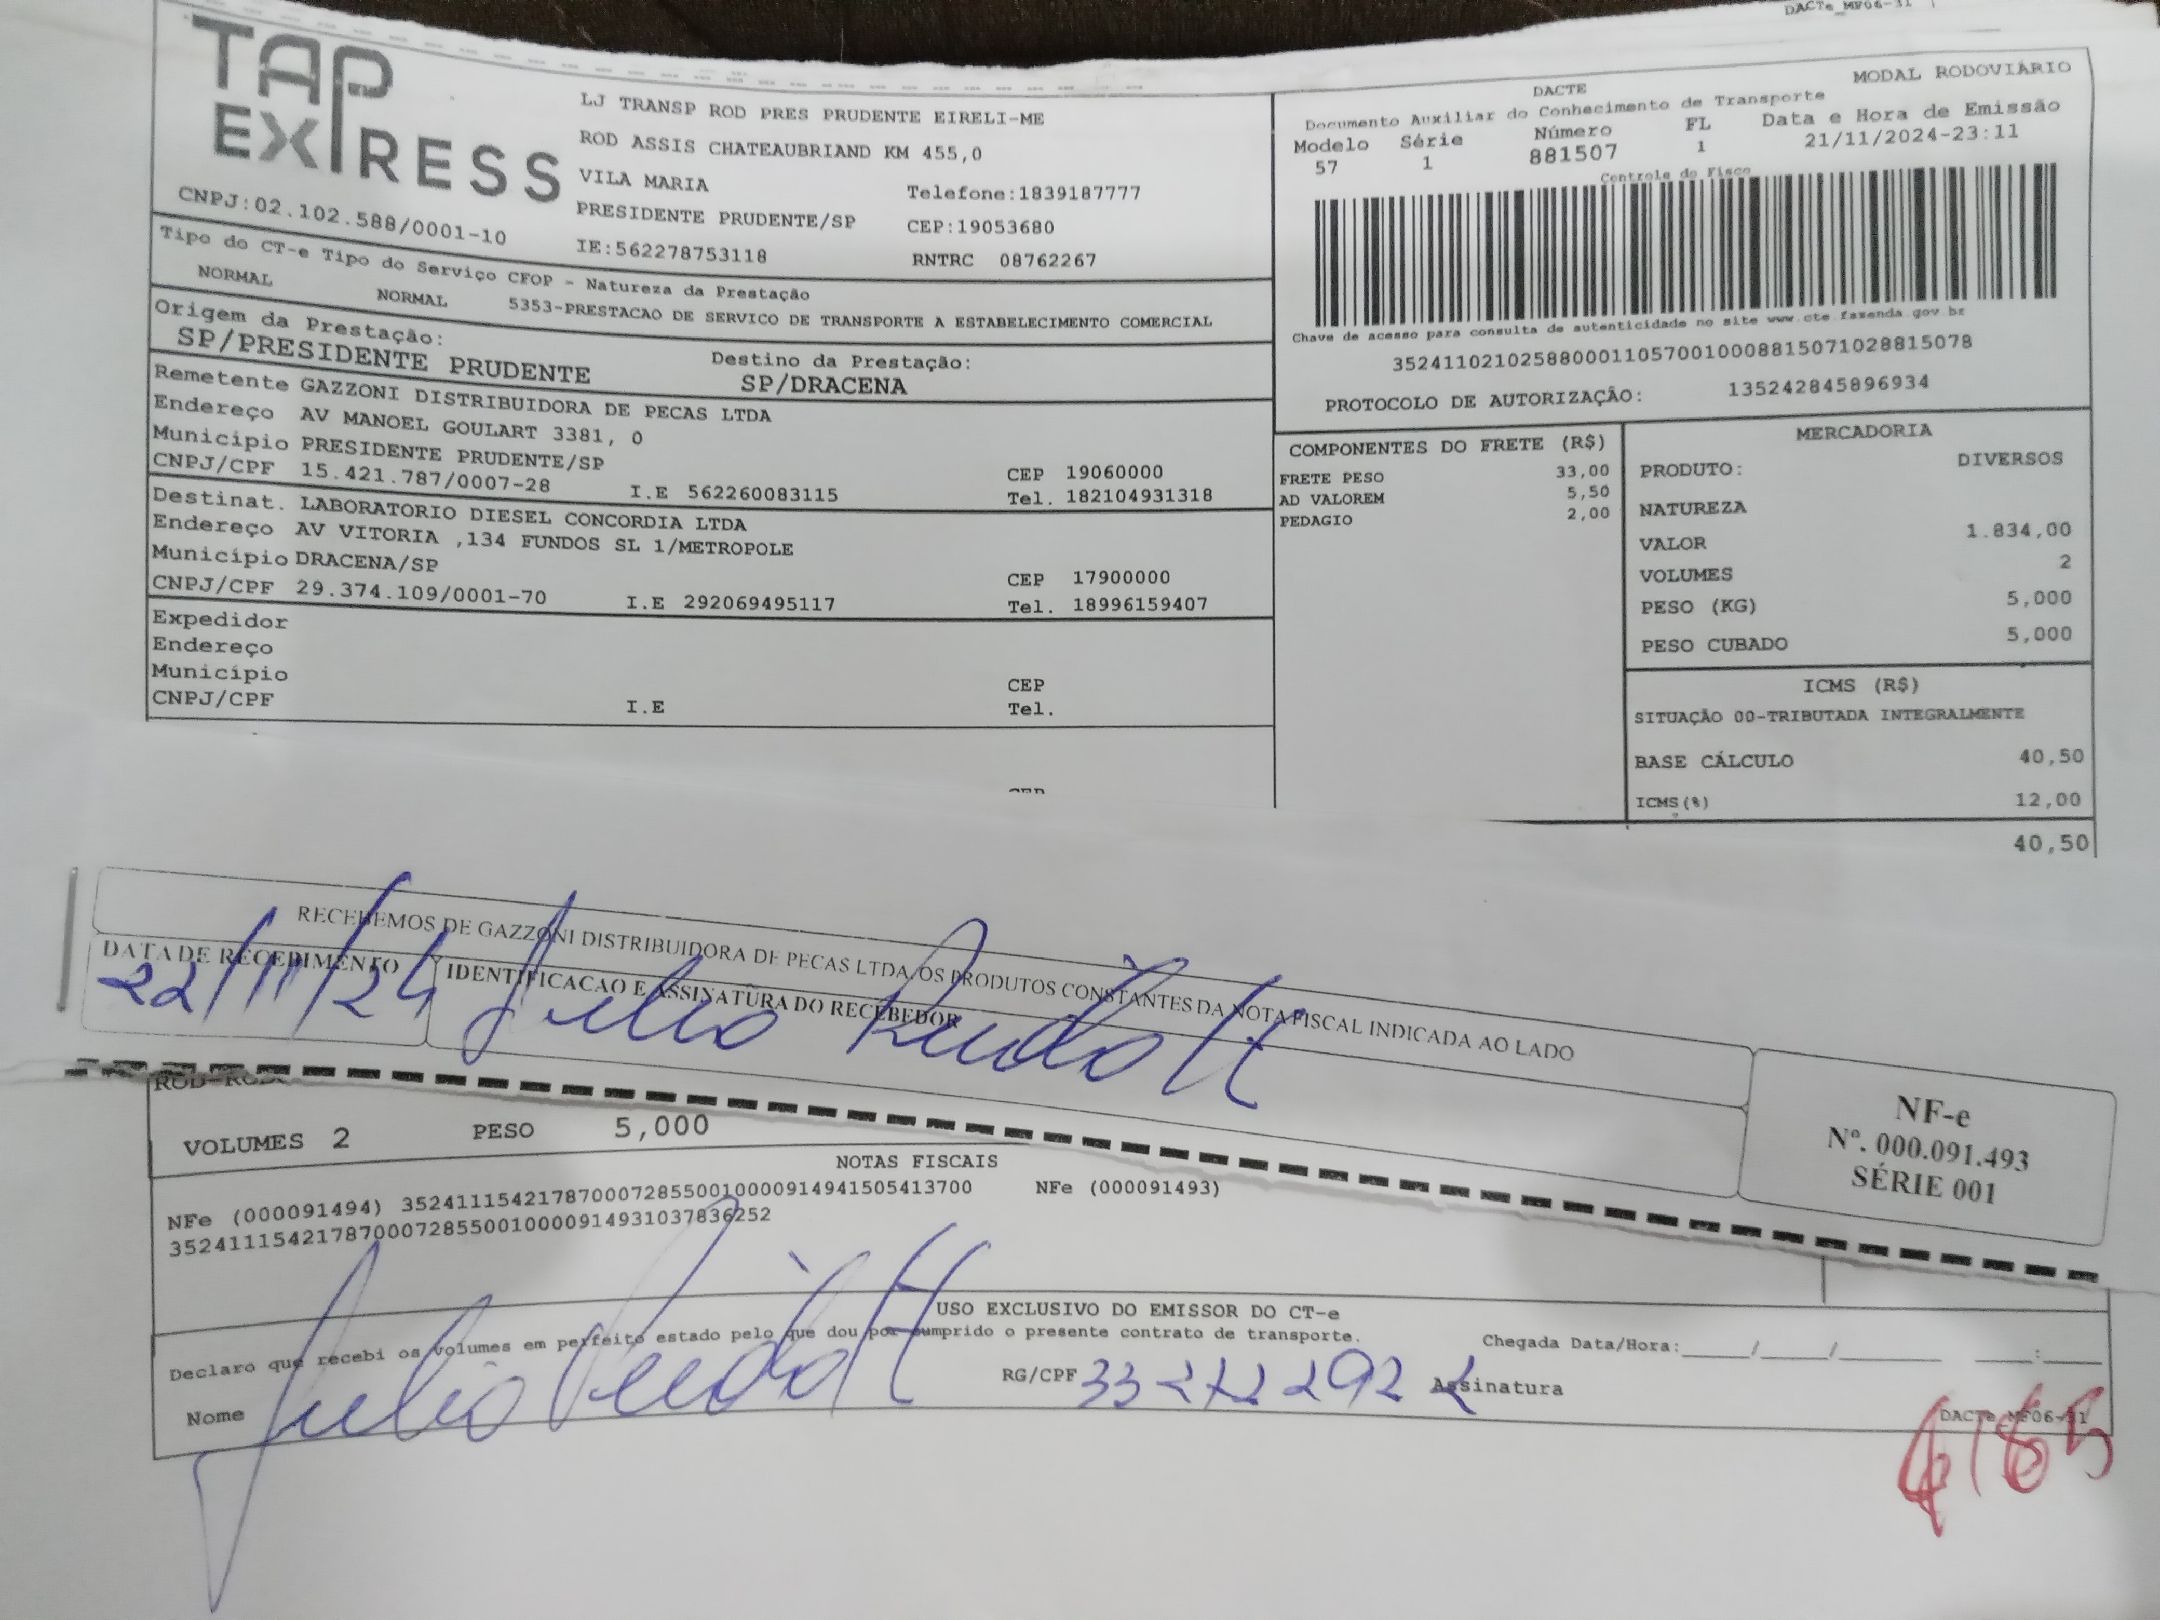 DACTe_MF06-31
TAP
EXPRESS
CNPJ:02.102.588/0001-10
LJ TRANSP ROD PRES PRUDENTE EIRELI-ME
ROD ASSIS CHATEAUBRIAND KM 455,0
VILA MARIA Telefone:1839187777
PRESIDENTE PRUDENTE/SP CEP:19053680
IE:562278753118 RNTRC 08762267
DACTE MODAL RODOVIÁRIO
Documento Auxiliar do Conhecimento de Transporte
Modelo Série Número FL Data e Hora de Emissão
57 1 881507 1 21/11/2024-23:11
Controle do Fisco
Chave de acesso para consulta de autenticidade no site www.cte.fazenda.gov.br
35241102102588000110570010008815071028815078
PROTOCOLO DE AUTORIZAÇÃO: 135242845896934
Tipo do CT-e Tipo do Serviço CFOP - Natureza da Prestação
NORMAL NORMAL 5353-PRESTACAO DE SERVICO DE TRANSPORTE A ESTABELECIMENTO COMERCIAL
Origem da Prestação: Destino da Prestação:
SP/PRESIDENTE PRUDENTE SP/DRACENA
Remetente GAZZONI DISTRIBUIDORA DE PECAS LTDA
Endereço AV MANOEL GOULART 3381, 0
Município PRESIDENTE PRUDENTE/SP CEP 19060000
CNPJ/CPF 15.421.787/0007-28 I.E 562260083115 Tel. 182104931318
Destinat. LABORATORIO DIESEL CONCORDIA LTDA
Endereço AV VITORIA ,134 FUNDOS SL 1/METROPOLE
Município DRACENA/SP CEP 17900000
CNPJ/CPF 29.374.109/0001-70 I.E 292069495117 Tel. 18996159407
Expedidor
Endereço
Município CEP
CNPJ/CPF I.E Tel.
COMPONENTES DO FRETE (R$)
FRETE PESO 33,00
AD VALOREM 5,50
PEDAGIO 2,00
MERCADORIA
PRODUTO: DIVERSOS
NATUREZA
VALOR 1.834,00
VOLUMES 2
PESO (KG) 5,000
PESO CUBADO 5,000
ICMS (R$)
SITUAÇÃO 00-TRIBUTADA INTEGRALMENTE
BASE CÁLCULO 40,50
ICMS(%) 12,00
40,50
RECEBEMOS DE GAZZONI DISTRIBUIDORA DE PECAS LTDA OS PRODUTOS CONSTANTES DA NOTA FISCAL INDICADA AO LADO
DATA DE RECEBIMENTO IDENTIFICACAO E ASSINATURA DO RECEBEDOR
22/11/24 Julio
NF-e
Nº. 000.091.493
SÉRIE 001
VOLUMES 2 PESO 5,000
NOTAS FISCAIS
NFe (000091494) 35241115421787000728550010000914941505413700 NFe (000091493)
35241115421787000728550010000914931037836252
USO EXCLUSIVO DO EMISSOR DO CT-e
Declaro que recebi os volumes em perfeito estado pelo que dou por cumprido o presente contrato de transporte. Chegada Data/Hora:____/____/______ ____:____
Nome Julio RG/CPF Assinatura
DACTe_MF06-31